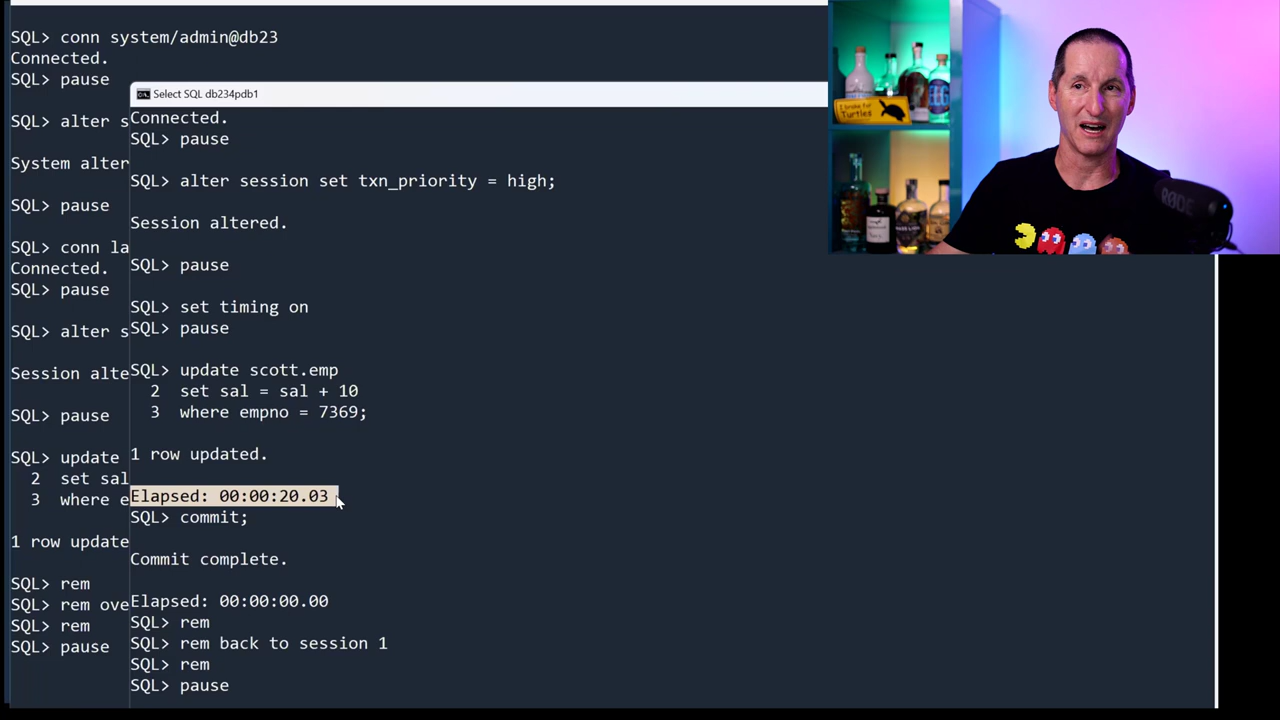 SQL> conn system/admin@db23
Connected.
SQL> pause
SQL> alter s
System alter
SQL> pause
SQL> conn la
Connected.
SQL> pause
SQL> alter s
Session alte
SQL> pause
SQL> update
2 set sal
3 where e
1 row update
SQL> rem
SQL> rem ove
SQL> rem
SQL> pause
Select SQL db234pdb1
Connected.
SQL> pause
SQL> alter session set txn_priority = high;
Session altered.
SQL> pause
SQL> set timing on
SQL> pause
SQL> update scott.emp
2 set sal = sal + 10
3 where empno = 7369;
1 row updated.
Elapsed: 00:00:20.03
SQL> commit;
Commit complete.
Elapsed: 00:00:00.00
SQL> rem
SQL> rem back to session 1
SQL> rem
SQL> pause
I brake for
Turtles
RØDE